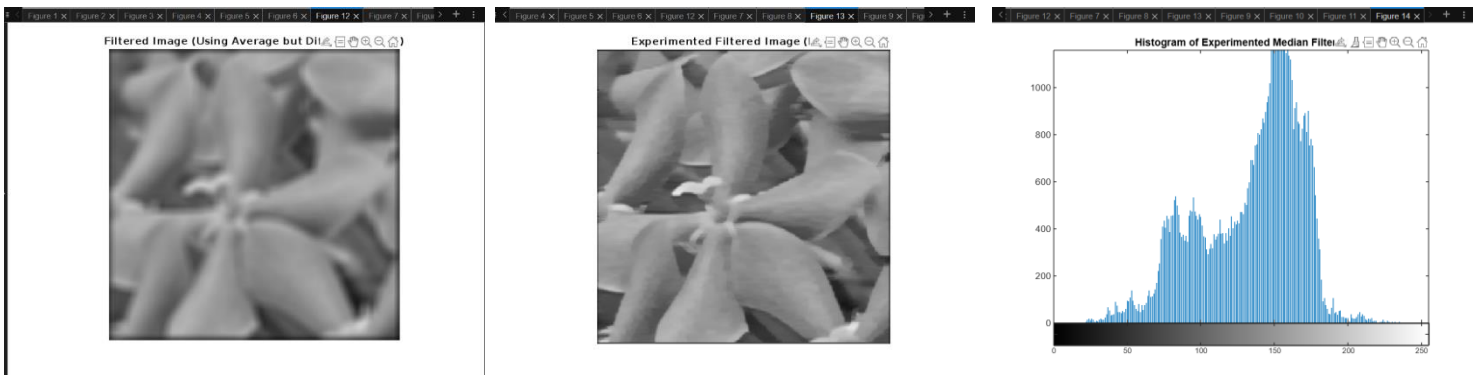 Figure 1 × Figure 2 × Figure 3 × Figure 4 × Figure 5 × Figure 6 × Figure 12 × Figure 7 ×
Filtered Image (Using Average but
Figure 4 × Figure 5 × Figure 6 × Figure 12 × Figure 7 × Figure 8 × Figure 13 × Figure 9 ×
Experimented Filtered Image (
Figure 12 × Figure 7 × Figure 8 × Figure 13 × Figure 9 × Figure 10 × Figure 11 × Figure 14 ×
Histogram of Experimented Median
1000
800
600
400
200
0
0 50 100 150 200 250